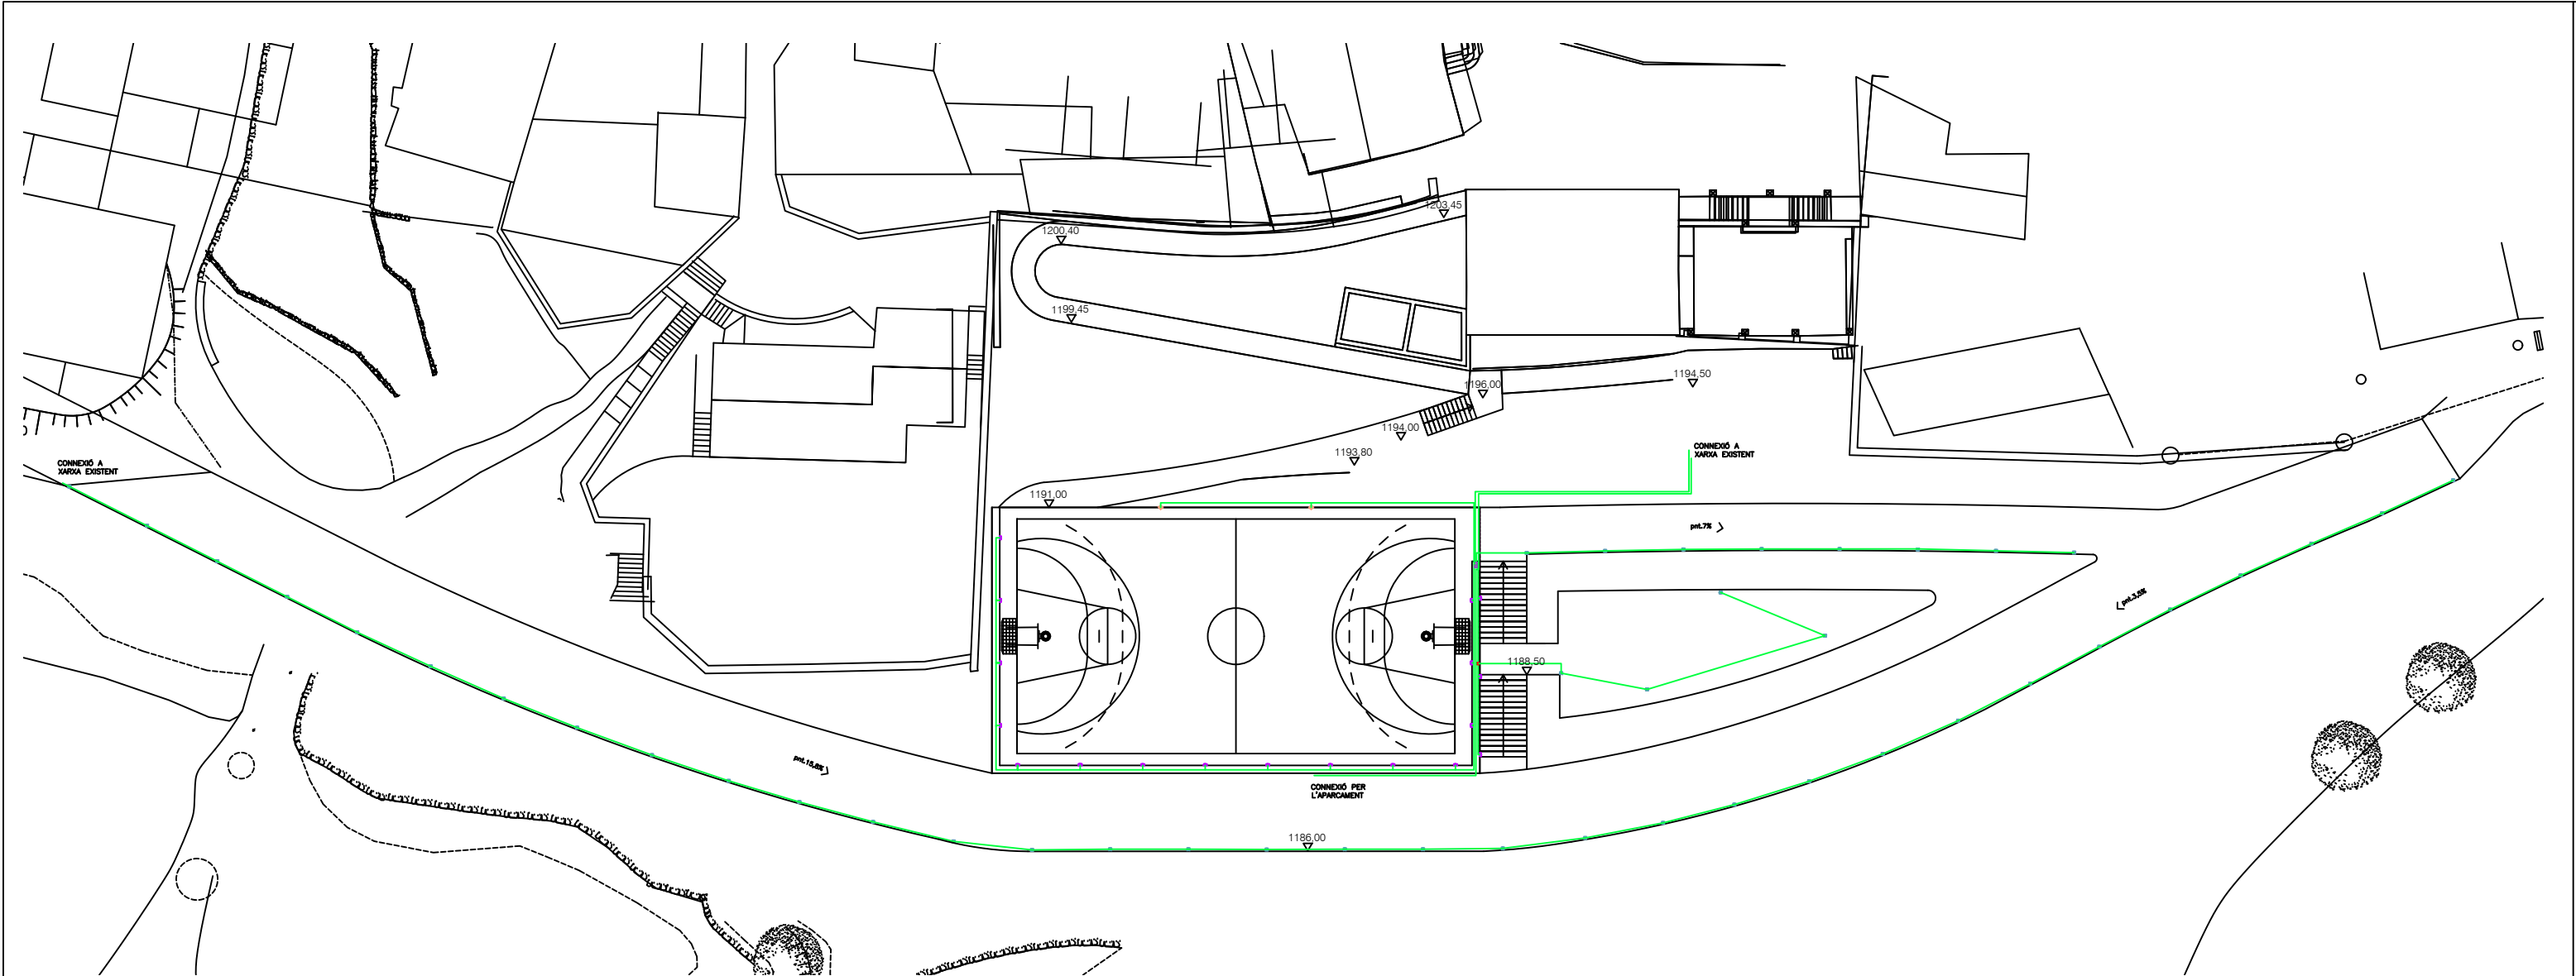 1203,45
1200,40
1199,45
1194,50
1196,00
1194,00
CONNEXIÓ A
XARXA EXISTENT
1193,80
CONNEXIÓ A
XARXA EXISTENT
1191,00
pnt.7%
pnt.3,5%
1188,50
pnt.15,8%
CONNEXIÓ PER
L'APARCAMENT
1186,00